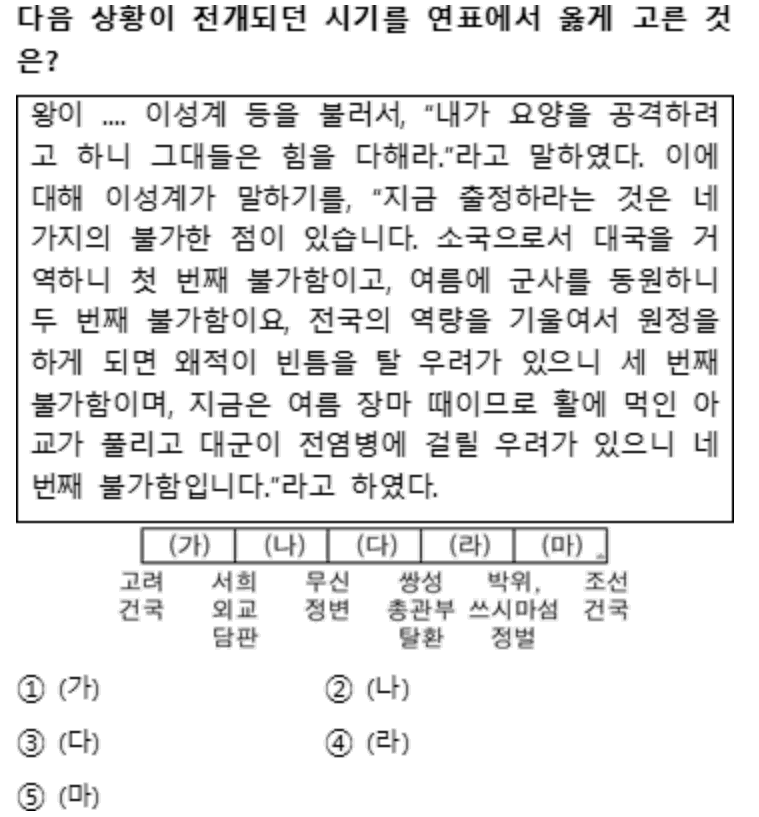 다음 상황이 전개되던 시기를 연표에서 옳게 고른 것
은?
왕이 .... 이성계 등을 불러서, “내가 요양을 공격하려
고 하니 그대들은 힘을 다해라.”라고 말하였다. 이에
대해 이성계가 말하기를, “지금 출정하라는 것은 네
가지의 불가한 점이 있습니다. 소국으로서 대국을 거
역하니 첫 번째 불가함이고, 여름에 군사를 동원하니
두 번째 불가함이요, 전국의 역량을 기울여서 원정을
하게 되면 왜적이 빈틈을 탈 우려가 있으니 세 번째
불가함이며, 지금은 여름 장마 때이므로 활에 먹인 아
교가 풀리고 대군이 전염병에 걸릴 우려가 있으니 네
번째 불가함입니다.”라고 하였다.
(가) (나) (다) (라) (마)
고려 서희 무신 쌍성 박위, 조선
건국 외교 정변 총관부 쓰시마섬 건국
담판 탈환 정벌
① (가) ② (나)
③ (다) ④ (라)
⑤ (마)